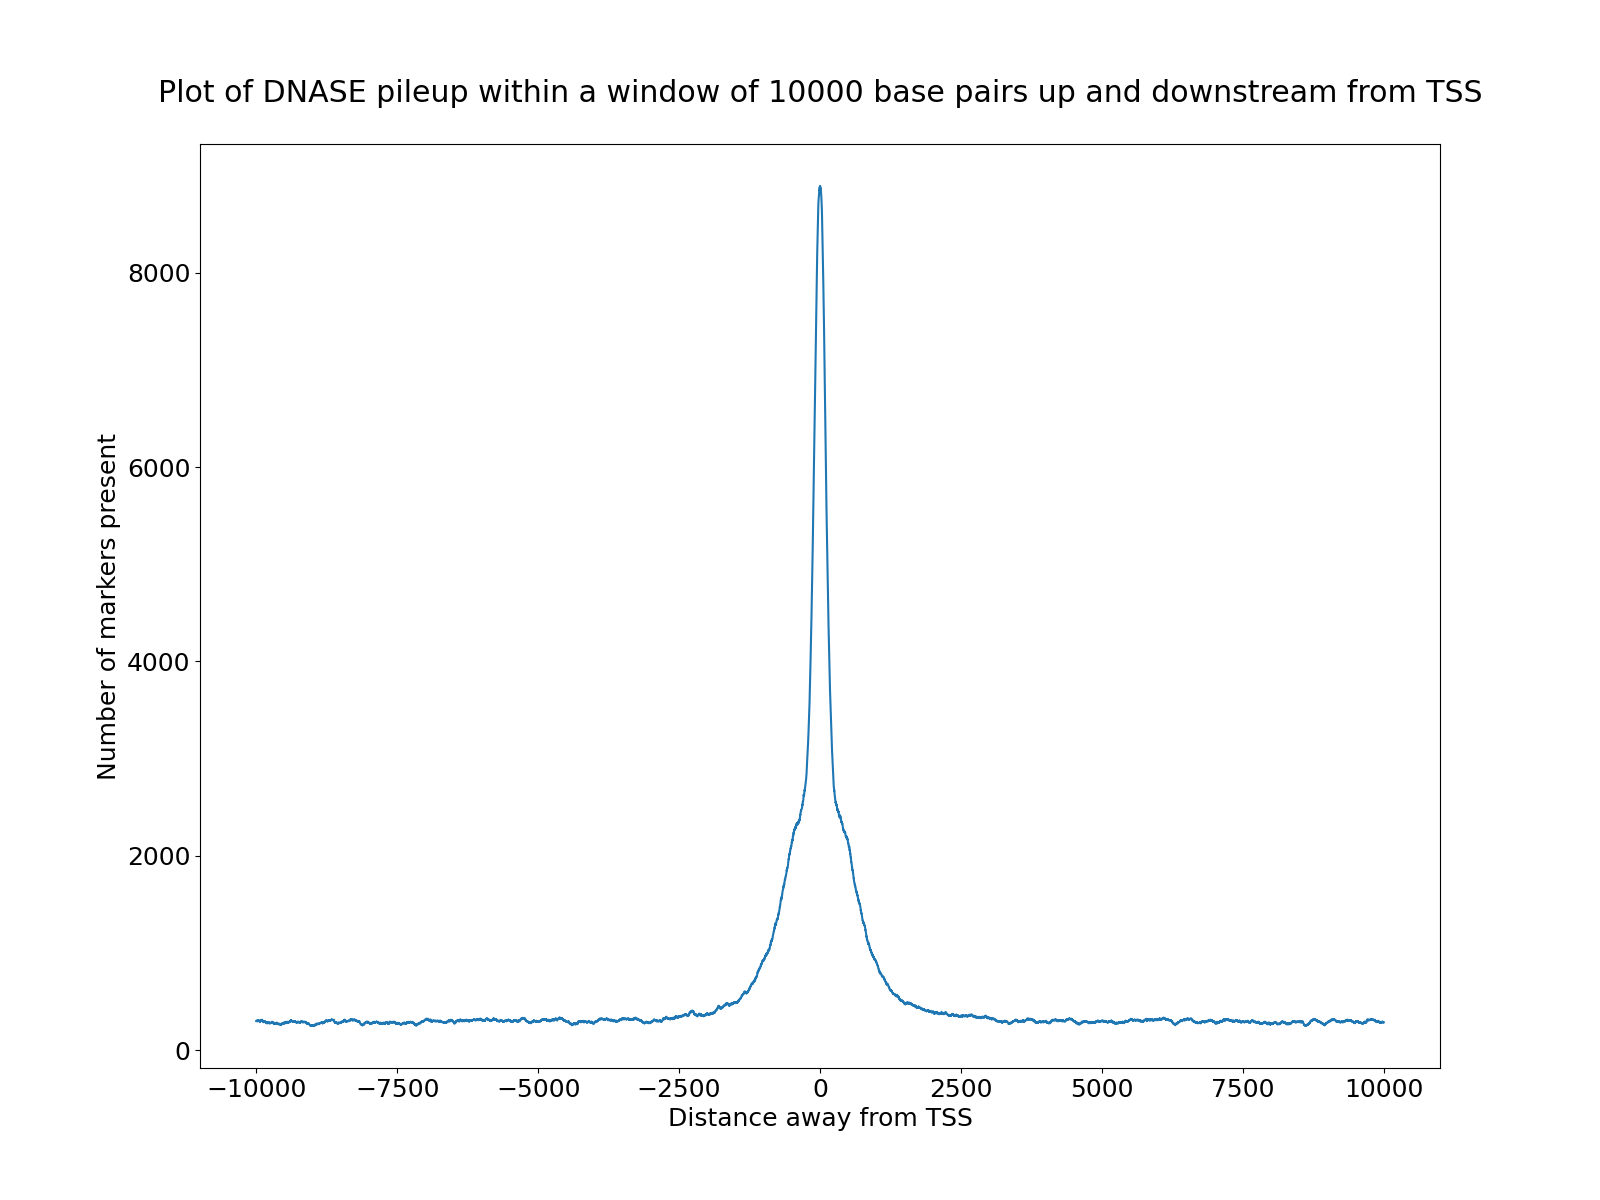 Plot of DNASE pileup within a window of 10000 base pairs up and downstream from TSS
Number of markers present
8000
6000
4000
2000
0
−10000 −7500 −5000 −2500 0 2500 5000 7500 10000
Distance away from TSS